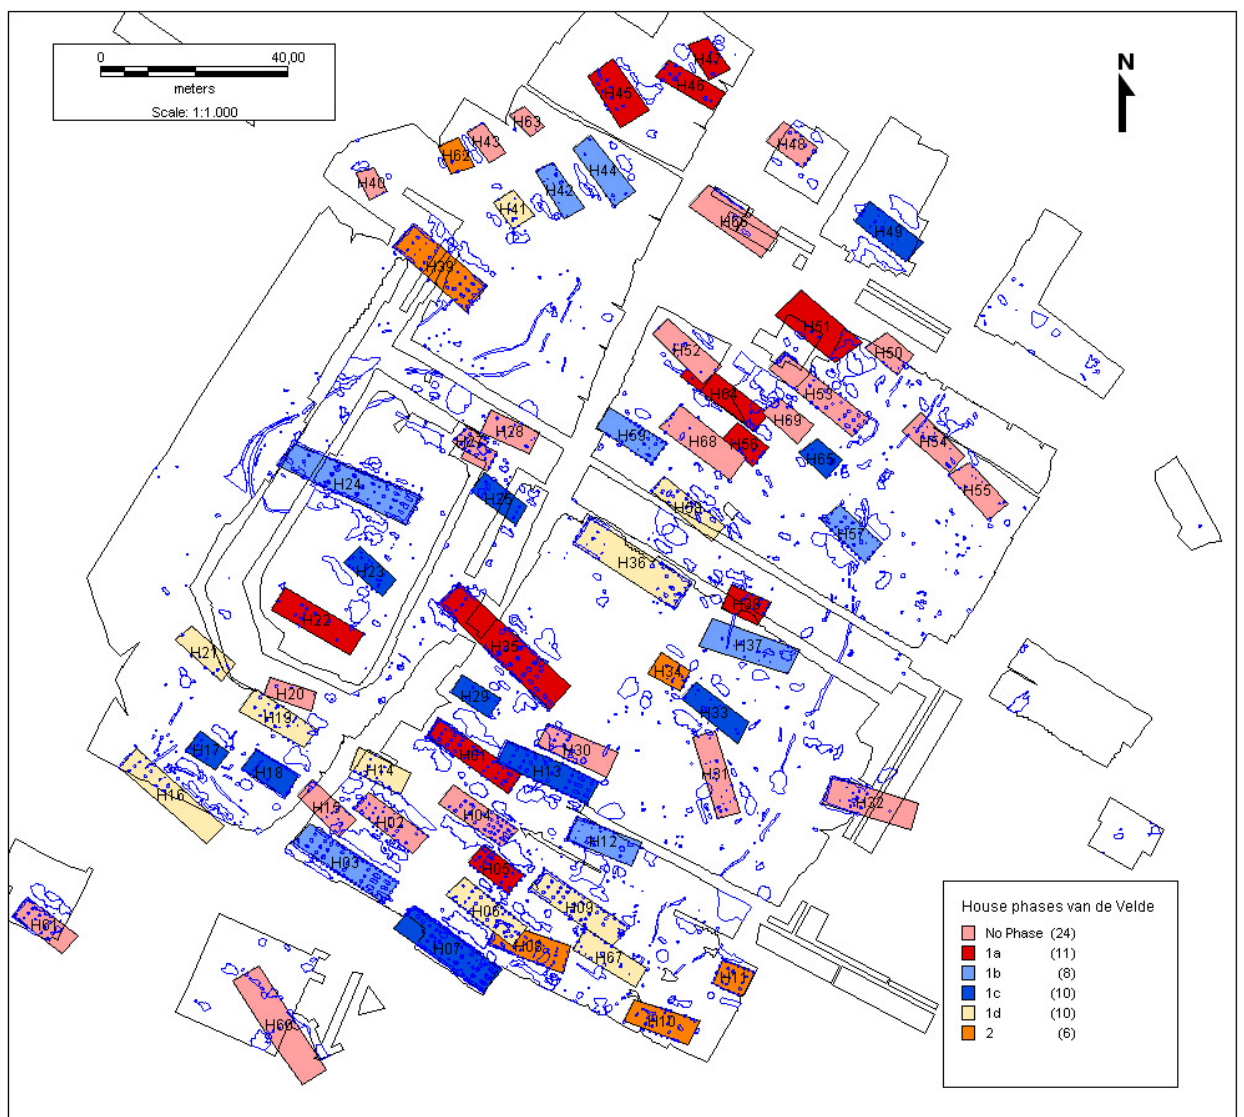 0 40,00
meters
Scale: 1:1.000
N
H47
H46
H45
H63
H43
H62
H48
H44
H40
H42
H41
H66
H49
H39
H51
H50
H52
H53
H64
H69
H28
H27
H59
H68
H56
H54
H65
H24
H55
H25
H58
H57
H36
H23
H38
H22
H35
H37
H21
H34
H20
H29
H19
H33
H17
H01
H30
H18
H14
H13
H31
H16
H15
H02
H04
H32
H12
H03
H05
H06
H09
H61
H07
H08
H67
H11
H10
H60
House phases van de Velde
No Phase (24)
1a (11)
1b (8)
1c (10)
1d (10)
2 (6)